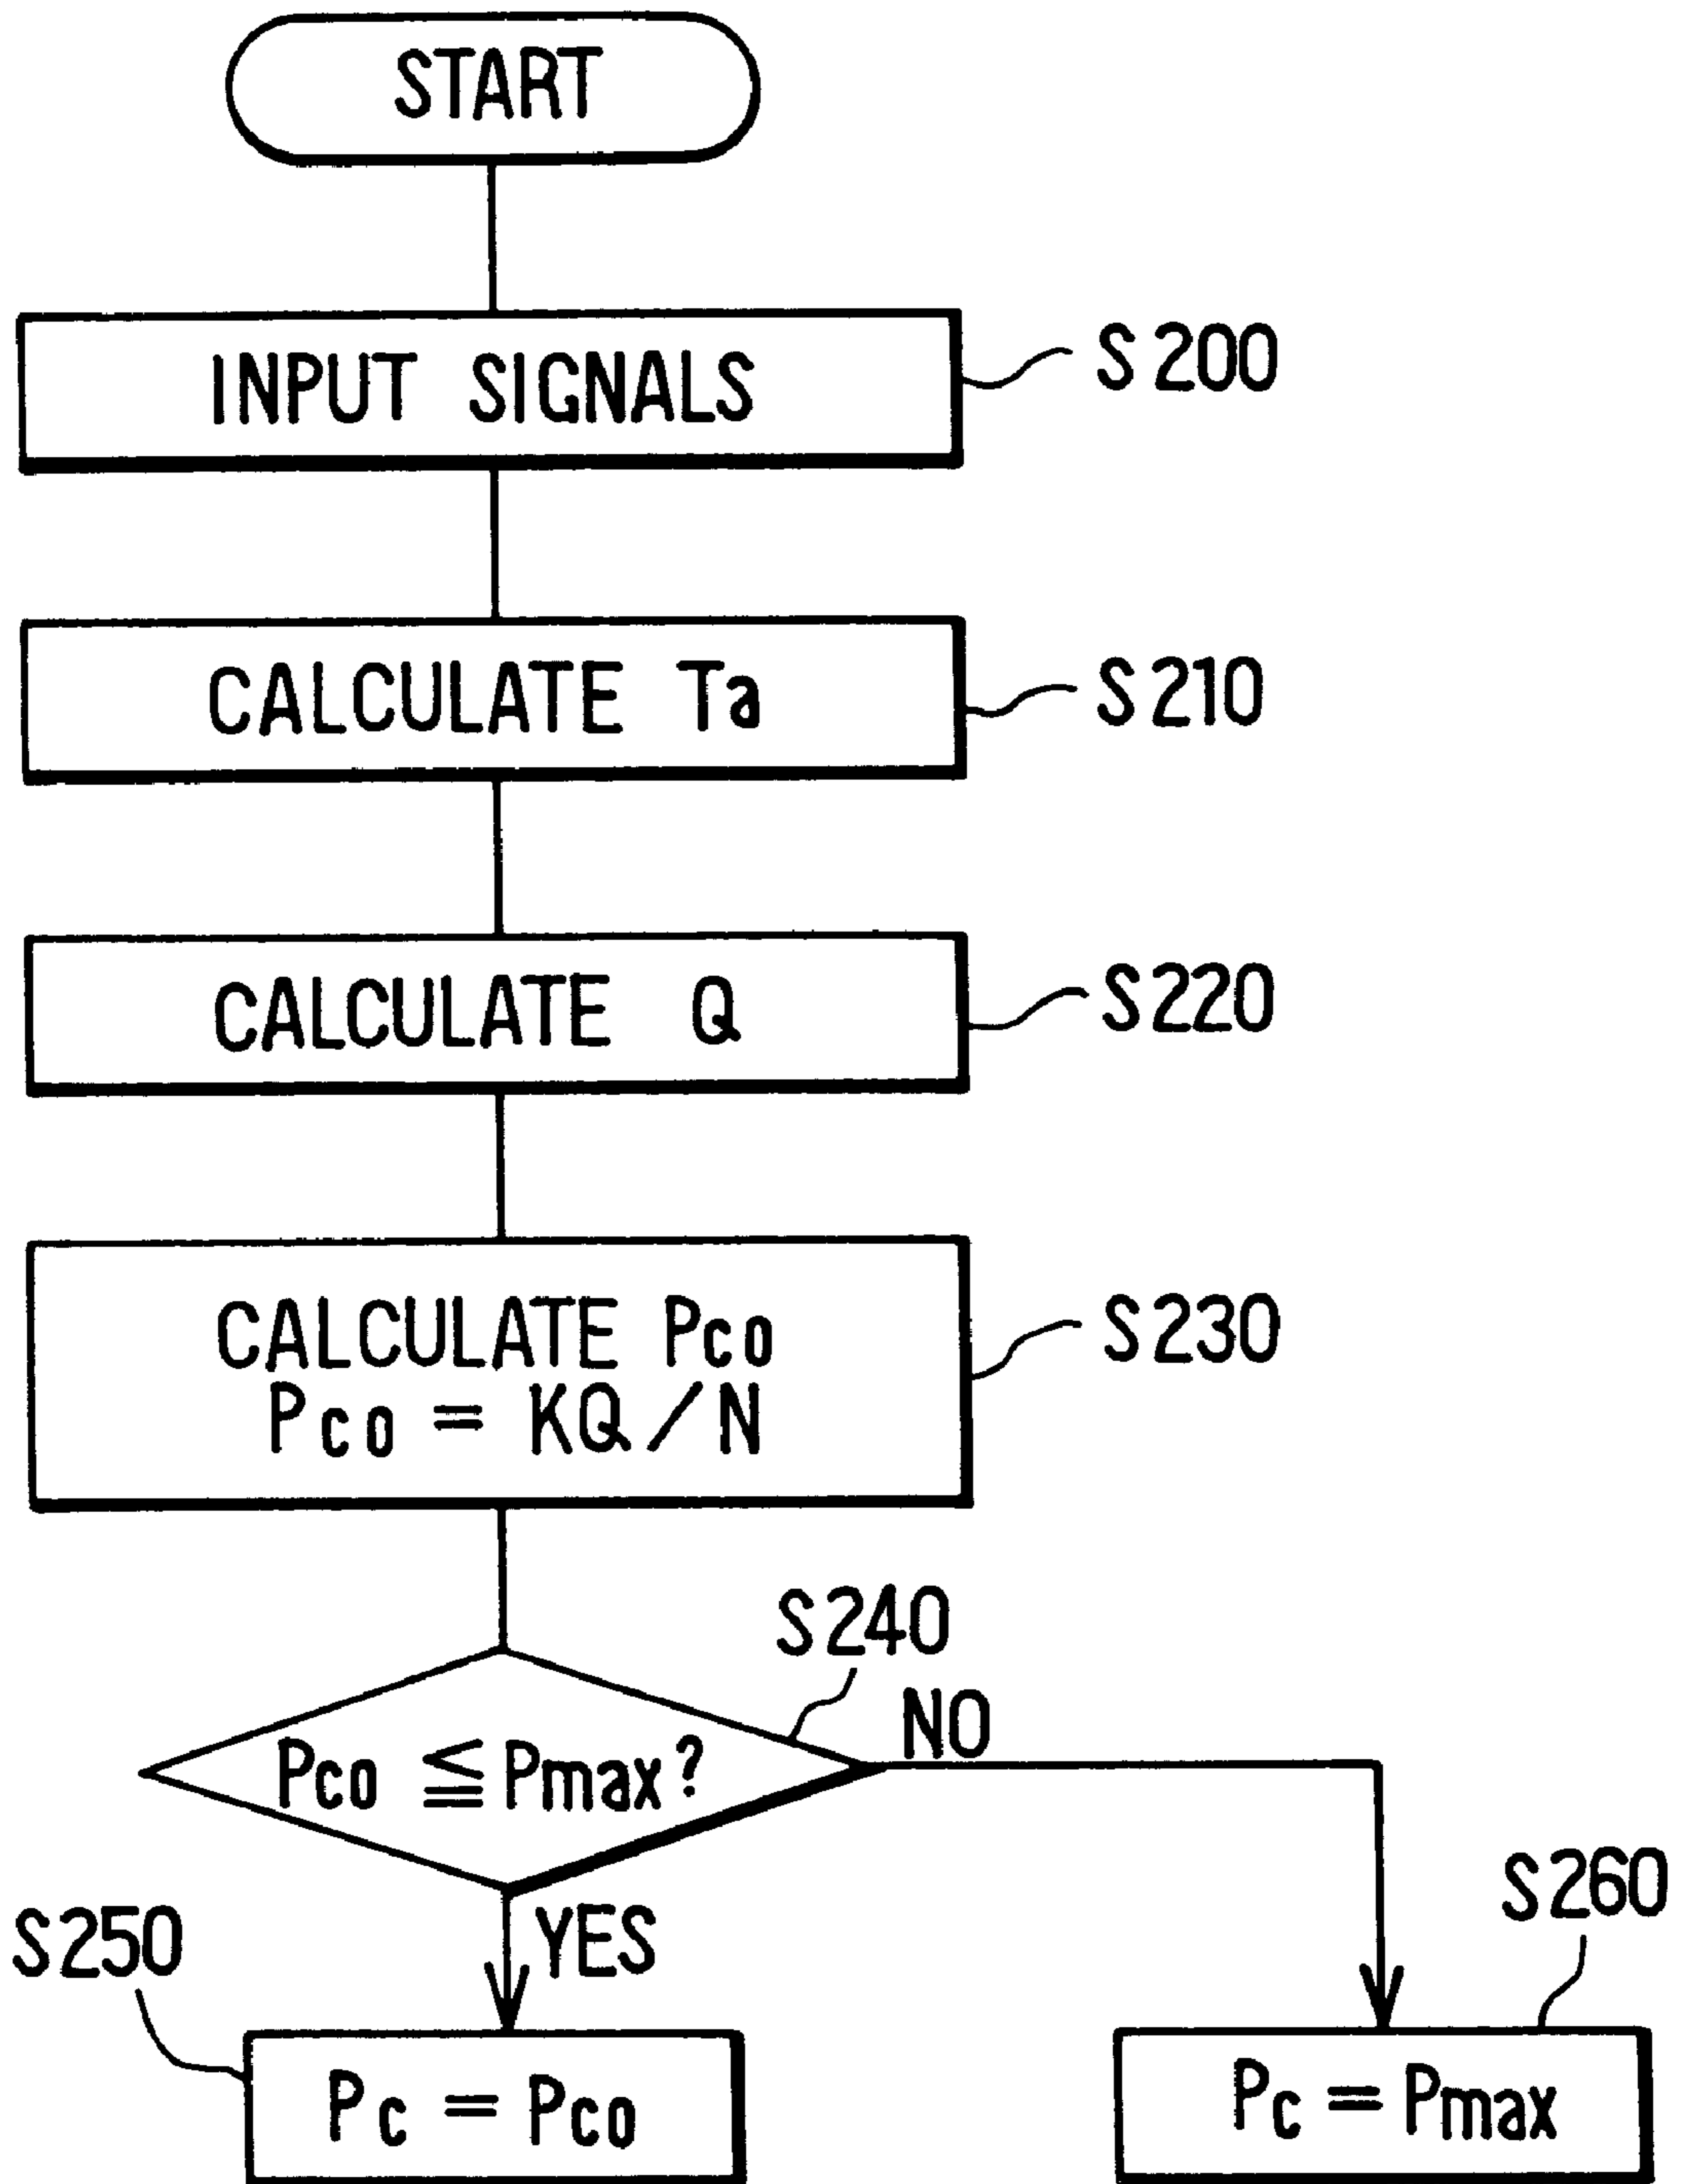 START
INPUT SIGNALS
S200
CALCULATE Ta
S210
CALCULATE Q
S220
CALCULATE Pco
Pco = KQ/N
S230
S240
NO
Pco ≦ Pmax?
YES
S250
S260
Pc = Pco
Pc = Pmax